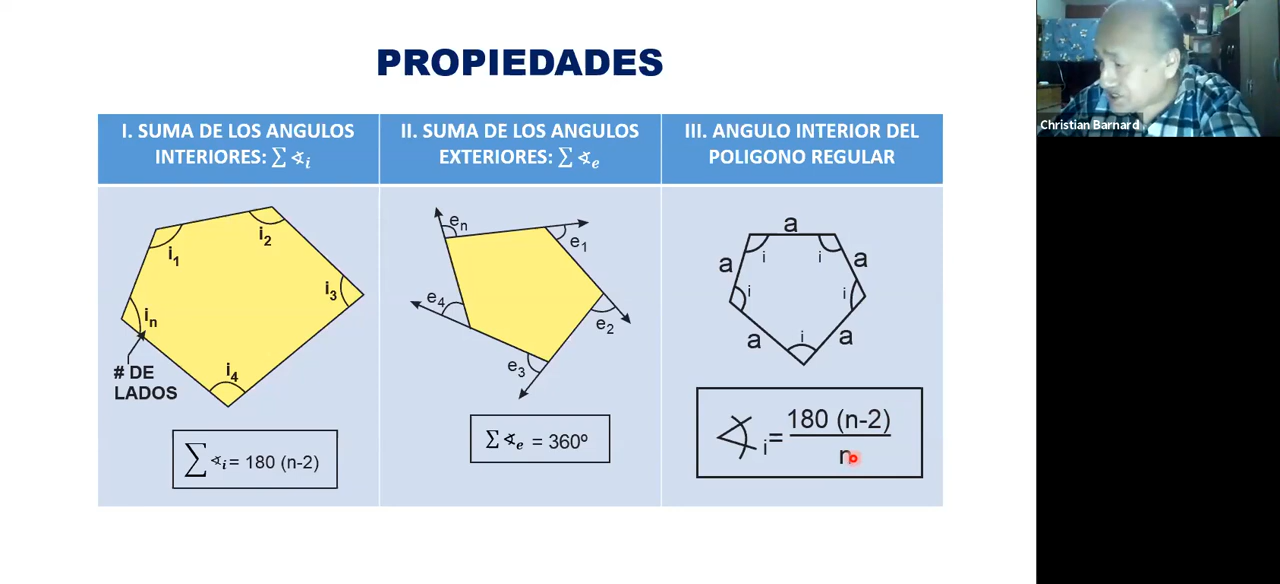 PROPIEDADES
I. SUMA DE LOS ANGULOS
INTERIORES: ∑ ∢i
II. SUMA DE LOS ANGULOS
EXTERIORES: ∑ ∢e
III. ANGULO INTERIOR DEL
POLIGONO REGULAR
i1
i2
i3
in
i4
# DE
LADOS
∑ ∢i = 180 (n-2)
en
e1
e4
e2
e3
∑ ∢e = 360º
a
i i
a a
i i
a i a
∢ i = 180 (n-2)
n
Christian Barnard